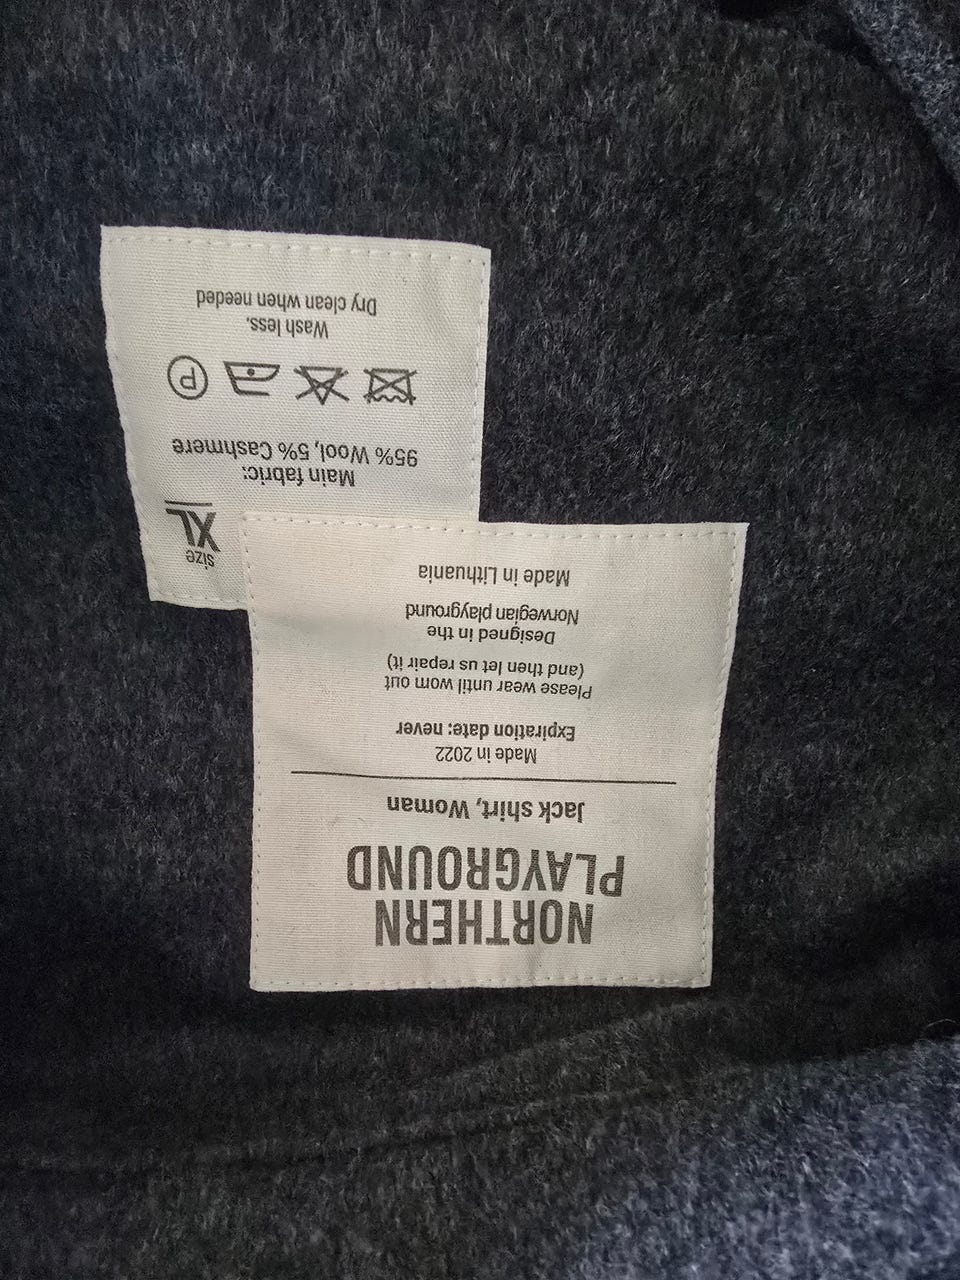 NORTHERN
PLAYGROUND
Jack shirt, Woman
Made in 2022
Expiration date: never
Please wear until worn out
(and then let us repair it)
Designed in the
Norwegian playground
Made in Lithuania
size
XL
Main fabric:
95% Wool, 5% Cashmere
P
Wash less.
Dry clean when needed